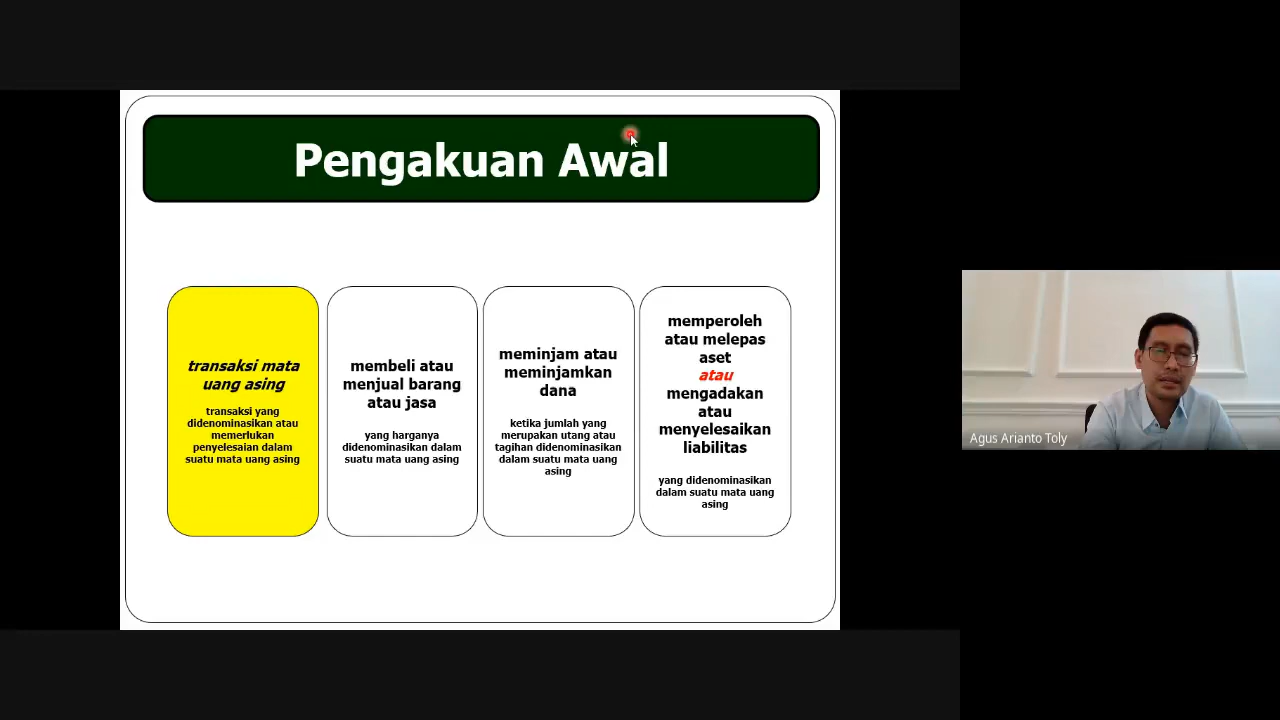 Pengakuan Awal
transaksi mata
uang asing
transaksi yang
didenominasikan atau
memerlukan
penyelesaian dalam
suatu mata uang asing
membeli atau
menjual barang
atau jasa
yang harganya
didenominasikan dalam
suatu mata uang asing
meminjam atau
meminjamkan
dana
ketika jumlah yang
merupakan utang atau
tagihan didenominasikan
dalam suatu mata uang
asing
memperoleh
atau melepas
aset
atau
mengadakan
atau
menyelesaikan
liabilitas
yang didenominasikan
dalam suatu mata uang
asing
Agus Arianto Toly